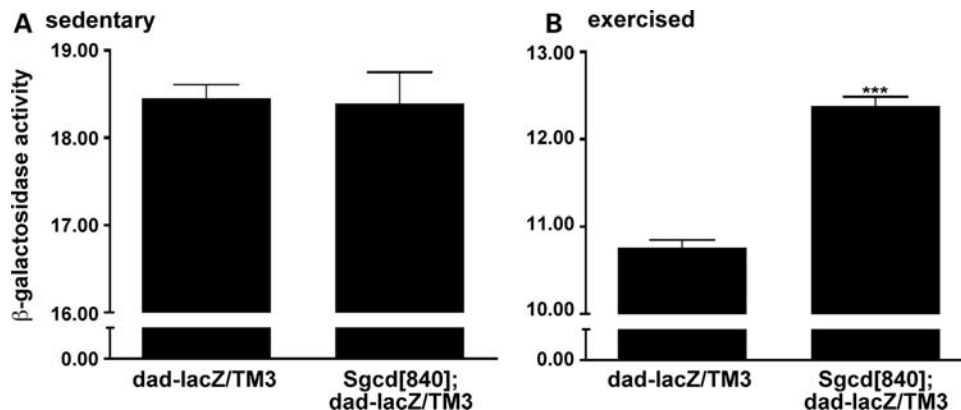 A sedentary
β-galactosidase activity
19.00
18.00
17.00
16.00
0.00
dad-lacZ/TM3
Sgcd[840];
dad-lacZ/TM3
B exercised
13.00
12.00
11.00
10.00
0.00
***
dad-lacZ/TM3
Sgcd[840];
dad-lacZ/TM3